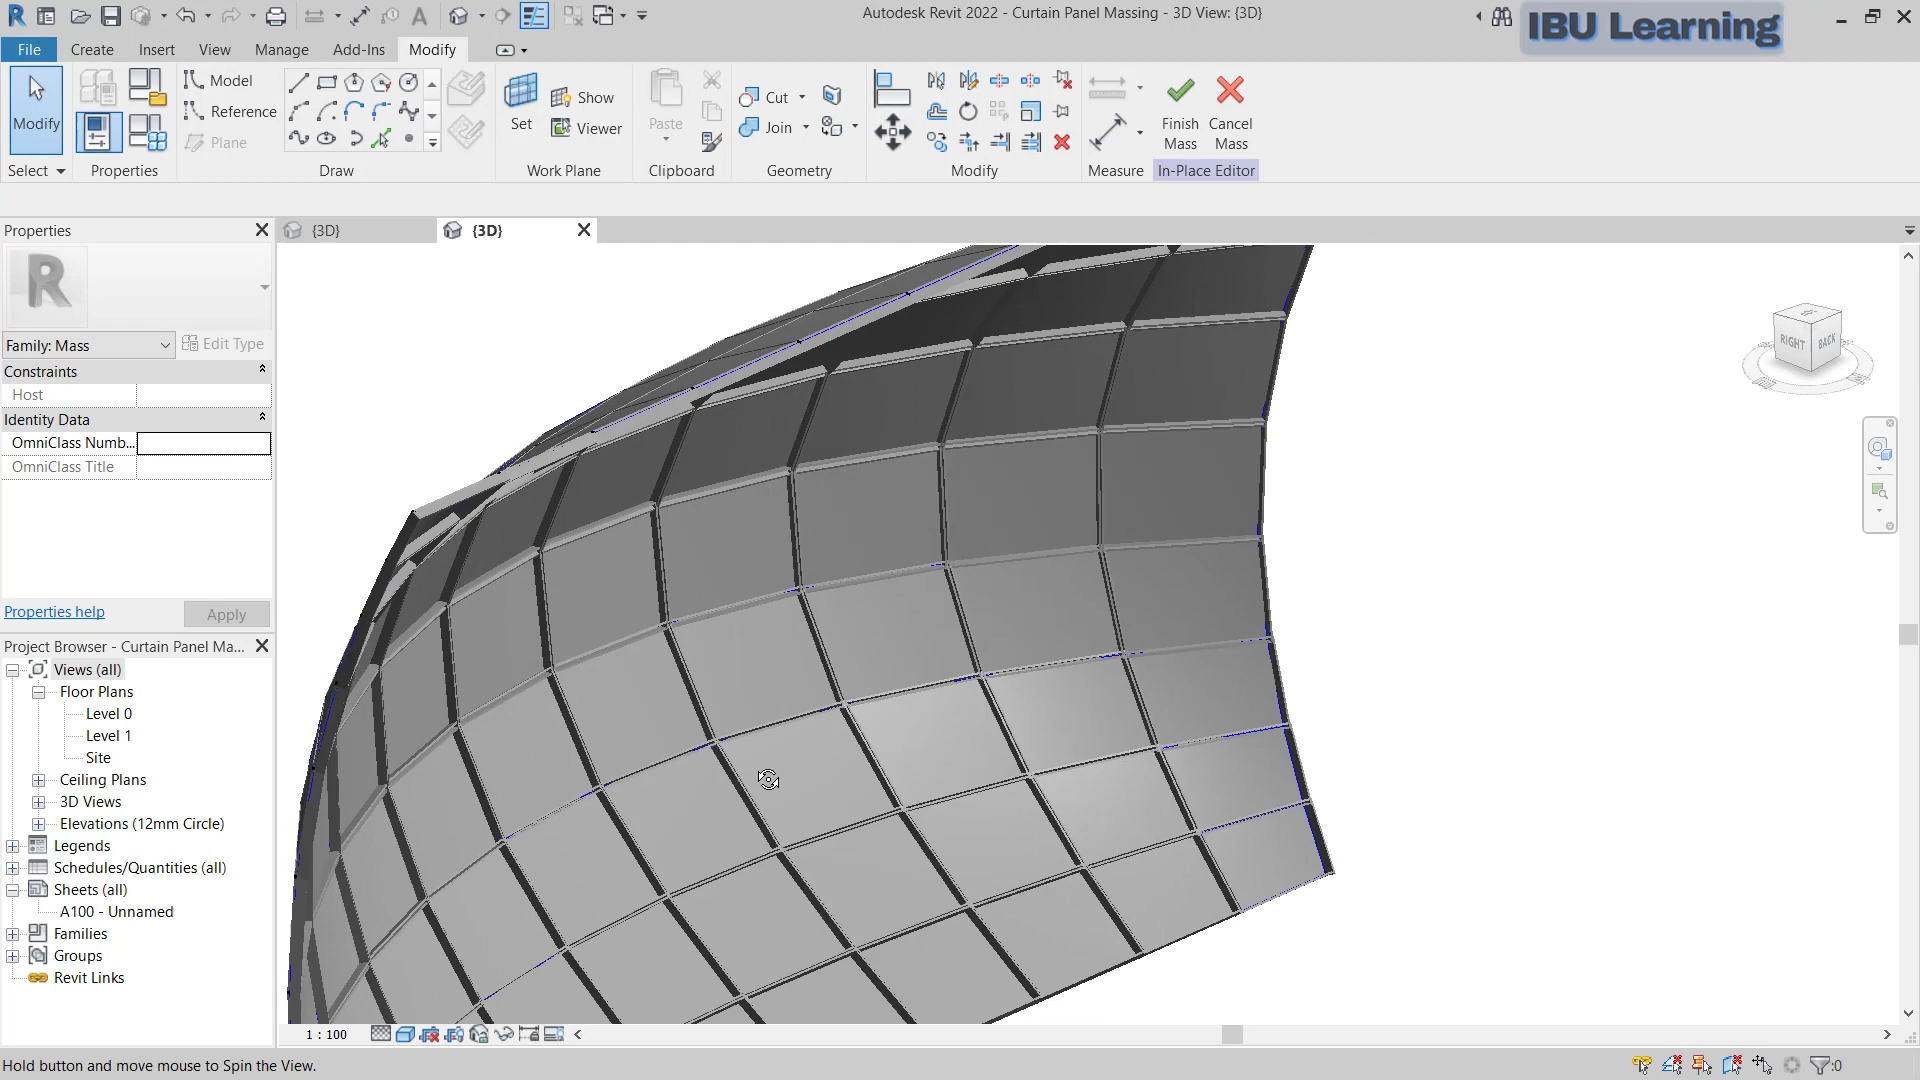 Autodesk Revit 2022 - Curtain Panel Massing - 3D View: {3D}
IBU Learning
File Create Insert View Manage Add-Ins Modify
Modify
Select
Properties
Model
Reference
Plane
Draw
Set
Show
Viewer
Work Plane
Paste
Clipboard
Cut
Join
Geometry
Modify
Measure
Finish Mass
Cancel Mass
In-Place Editor
Properties
{3D}
{3D}
R
Family: Mass
Edit Type
Constraints
Host
Identity Data
OmniClass Numb...
OmniClass Title
Properties help
Apply
Project Browser - Curtain Panel Ma...
Views (all)
Floor Plans
Level 0
Level 1
Site
Ceiling Plans
3D Views
Elevations (12mm Circle)
Legends
Schedules/Quantities (all)
Sheets (all)
A100 - Unnamed
Families
Groups
Revit Links
RIGHT
BACK
1 : 100
Hold button and move mouse to Spin the View.
:0